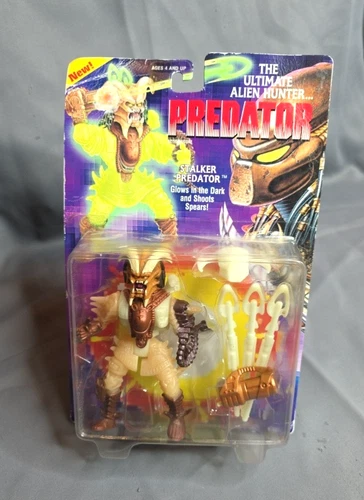 New!
AGES 4 AND UP
THE
ULTIMATE
ALIEN HUNTER...
PREDATOR
STALKER
PREDATOR™
Glows in the Dark
and Shoots
Spears!